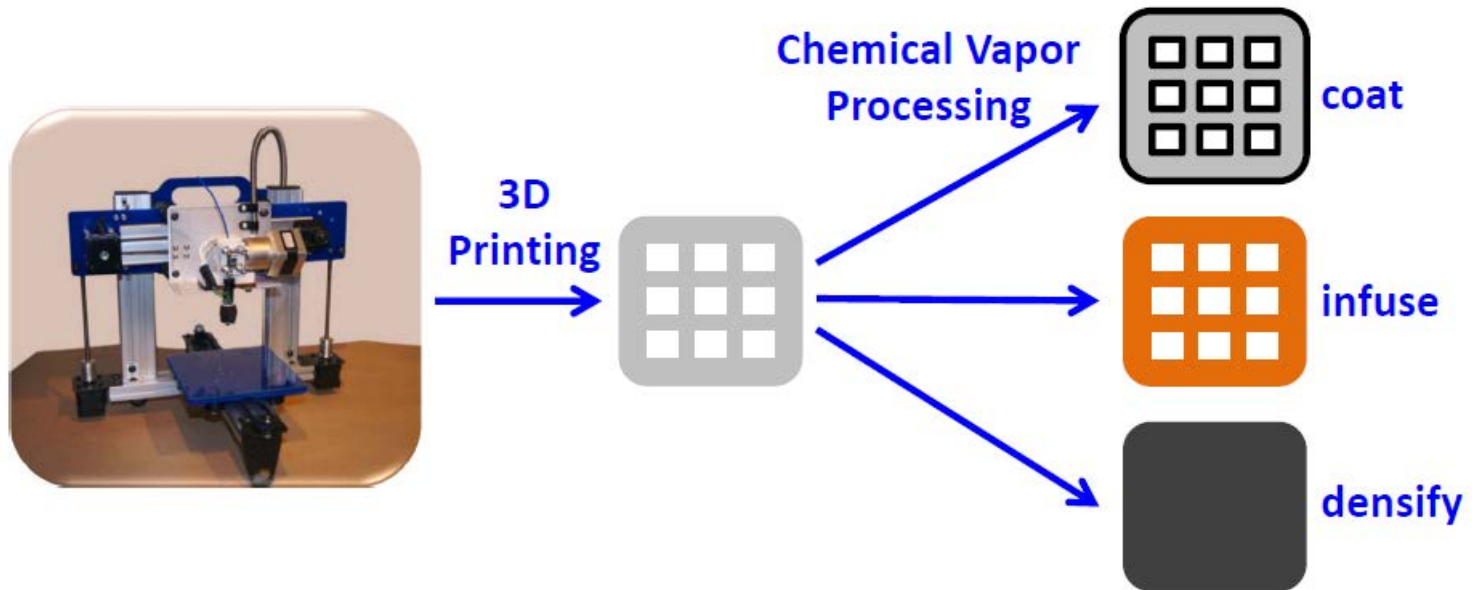 3D
Printing
Chemical Vapor
Processing
coat
infuse
densify